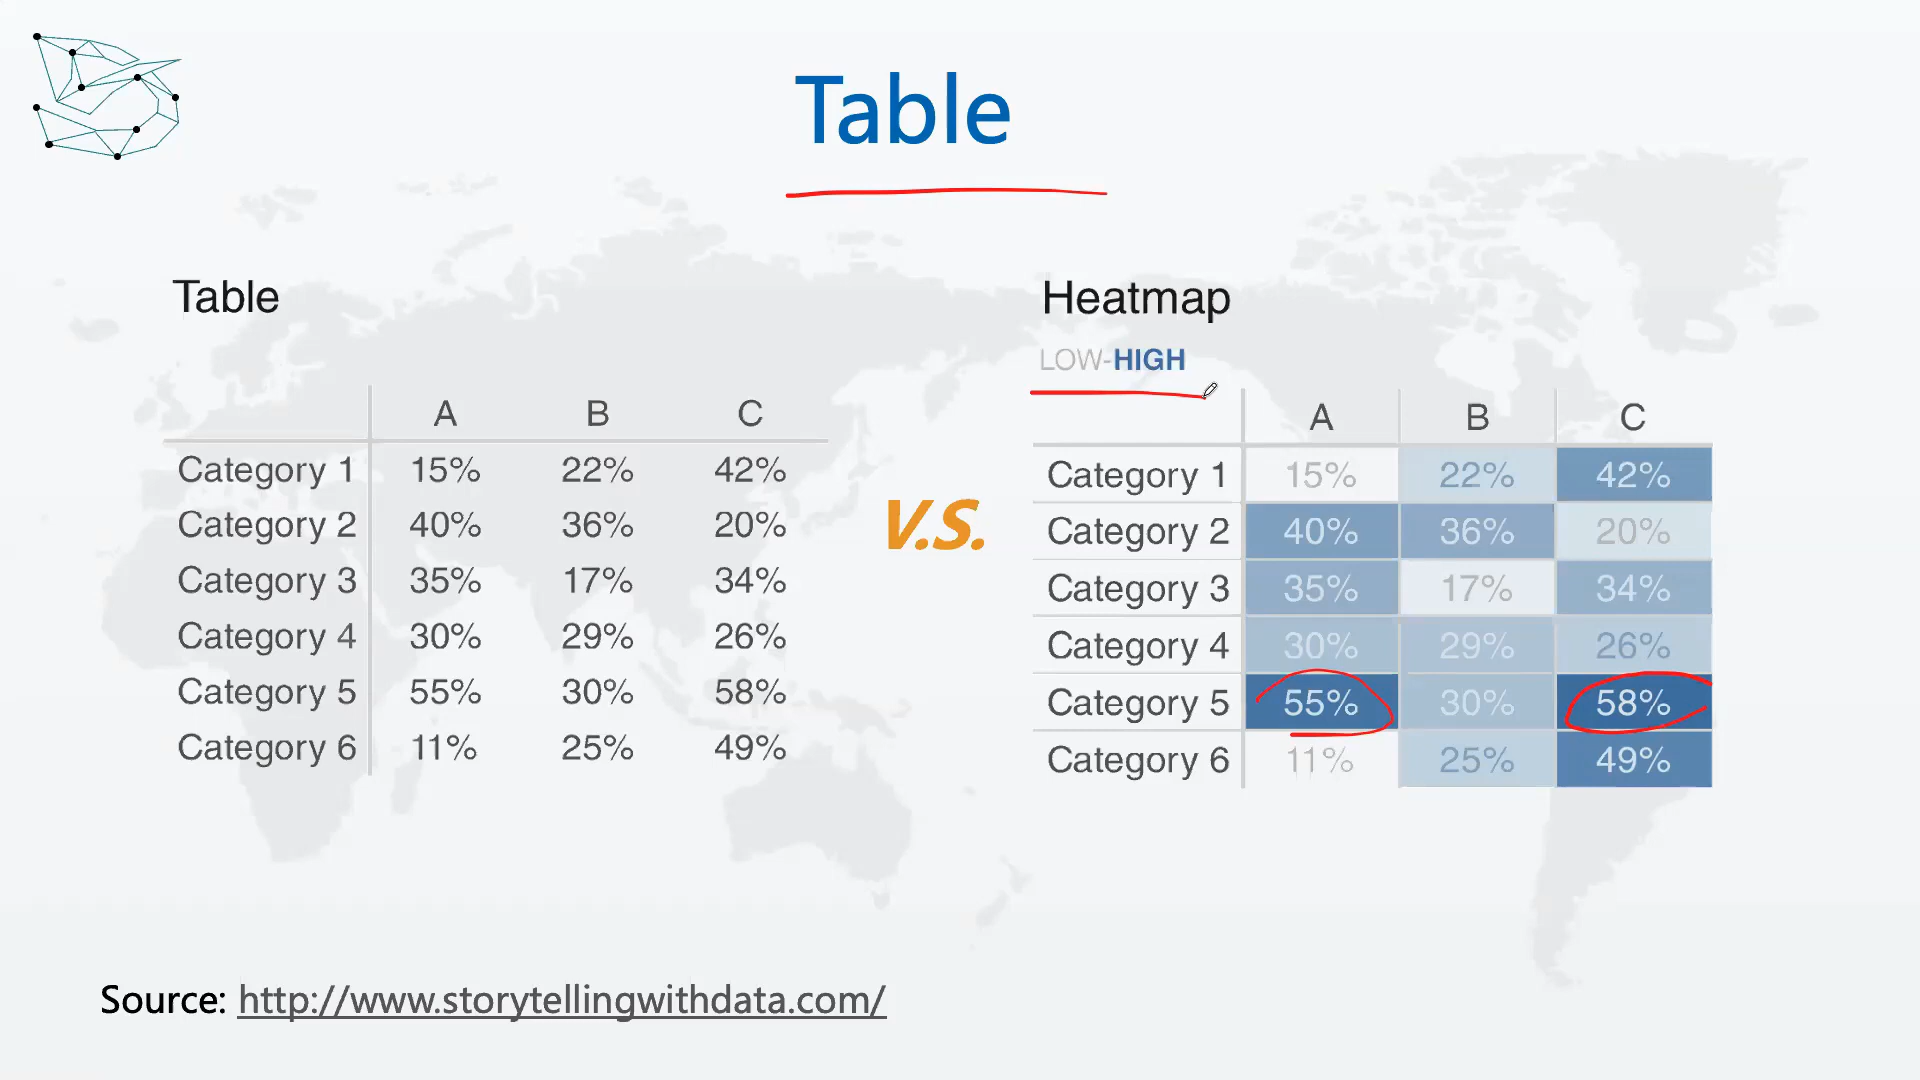 Table
Table
A B C
Category 1 15% 22% 42%
Category 2 40% 36% 20%
Category 3 35% 17% 34%
Category 4 30% 29% 26%
Category 5 55% 30% 58%
Category 6 11% 25% 49%
V.S.
Heatmap
LOW-HIGH
A B C
Category 1 15% 22% 42%
Category 2 40% 36% 20%
Category 3 35% 17% 34%
Category 4 30% 29% 26%
Category 5 55% 30% 58%
Category 6 11% 25% 49%
Source: http://www.storytellingwithdata.com/